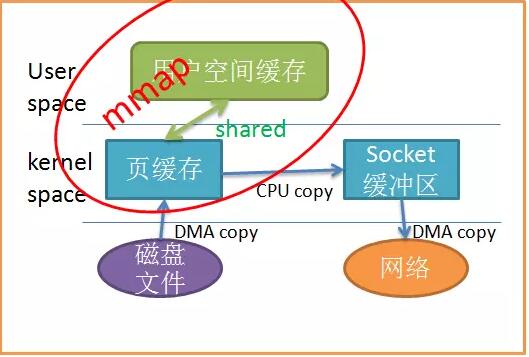 User
space
用户空间缓存
mmap
shared
kernel
space
页缓存
CPU copy
Socket
缓冲区
DMA copy
DMA copy
磁盘
文件
网络